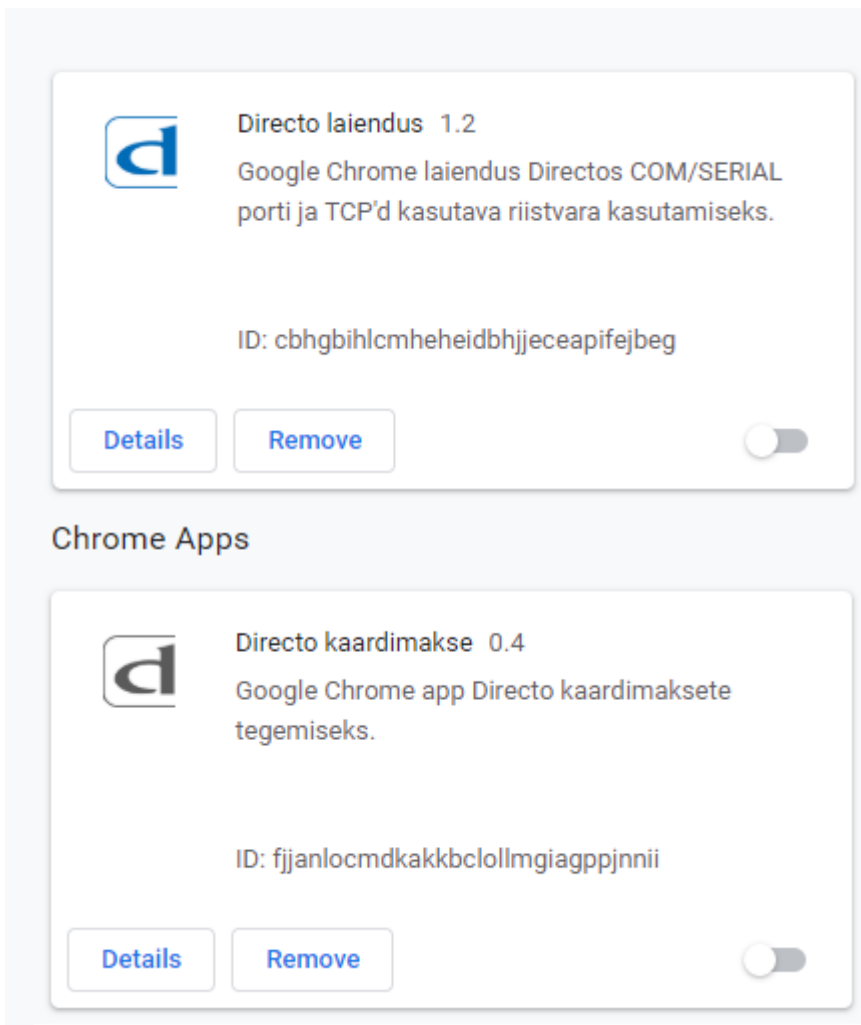 Directo laiendus 1.2
Google Chrome laiendus Directos COM/SERIAL
porti ja TCP'd kasutava riistvara kasutamiseks.
ID: cbhgbihlcmheheidbhjjeceapifejbeg
Details Remove
Chrome Apps
Directo kaardimakse 0.4
Google Chrome app Directo kaardimaksete
tegemiseks.
ID: fjjanlocmdkakkbclollmgiagppjnnii
Details Remove